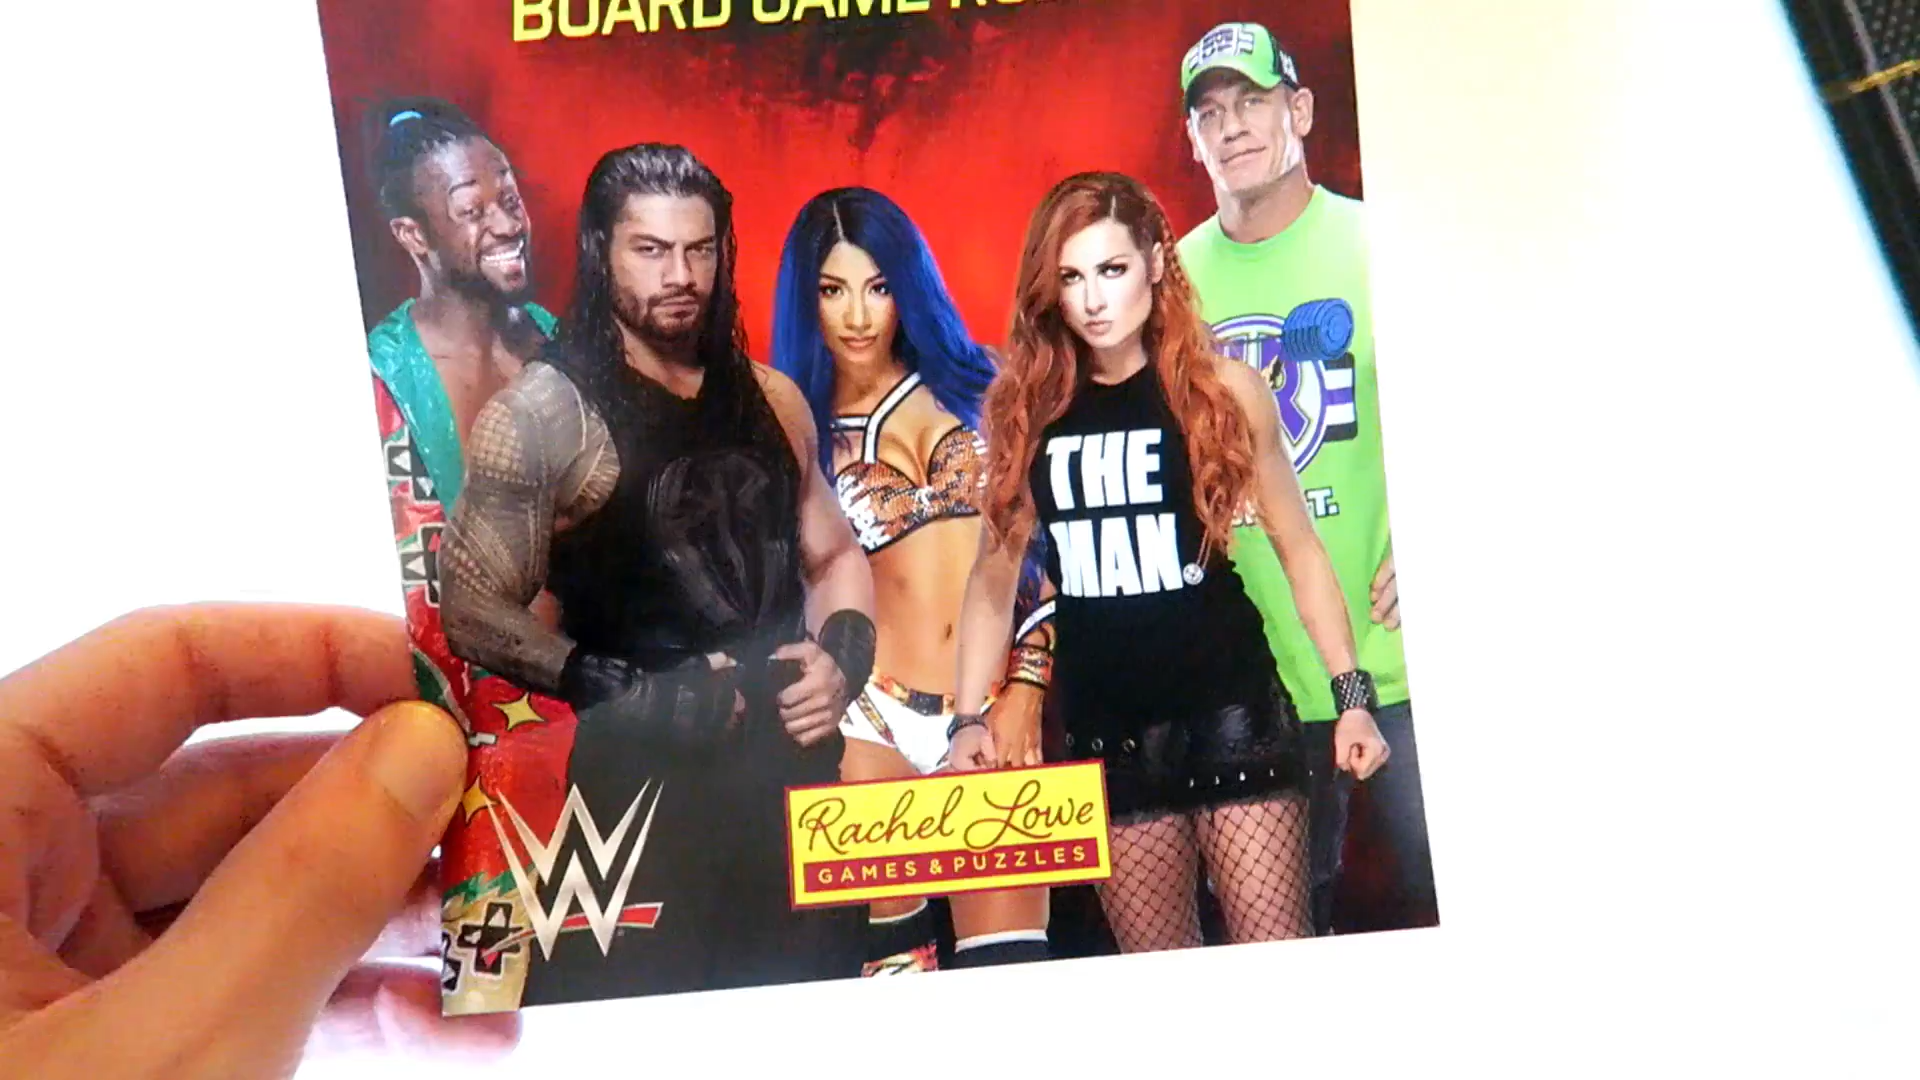 BOARD GAME
THE
MAN.
T.
Rachel Lowe
GAMES & PUZZLES
W